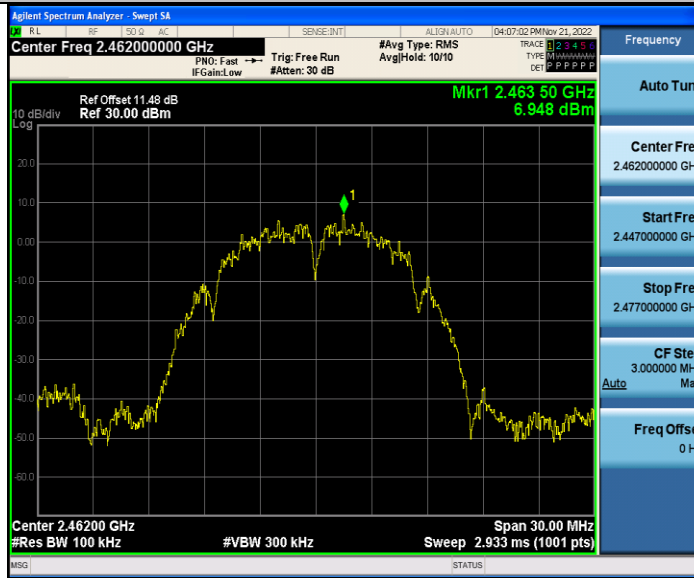 Agilent Spectrum Analyzer - Swept SA
RL RF 50 Ω AC SENSE:INT ALIGNAUTO 04:07:02 PM Nov 21, 2022
Center Freq 2.462000000 GHz
PNO: Fast
IFGain:Low
Trig: Free Run
#Atten: 30 dB
#Avg Type: RMS
Avg|Hold: 10/10
TRACE 1 2 3 4 5 6
TYPE M
DET P P P P P P
Ref Offset 11.48 dB
10 dB/div Ref 30.00 dBm
Log
Mkr1 2.463 50 GHz
6.948 dBm
20.0
10.0
0.00
-10.0
-20.0
-30.0
-40.0
-50.0
-60.0
1
Center 2.46200 GHz
Span 30.00 MHz
#Res BW 100 kHz
#VBW 300 kHz
Sweep 2.933 ms (1001 pts)
MSG STATUS
Frequency
Auto Tun
Center Fre
2.462000000 GH
Start Fre
2.447000000 GH
Stop Fre
2.477000000 GH
CF Ste
3.000000 MH
Auto Ma
Freq Offse
0 H